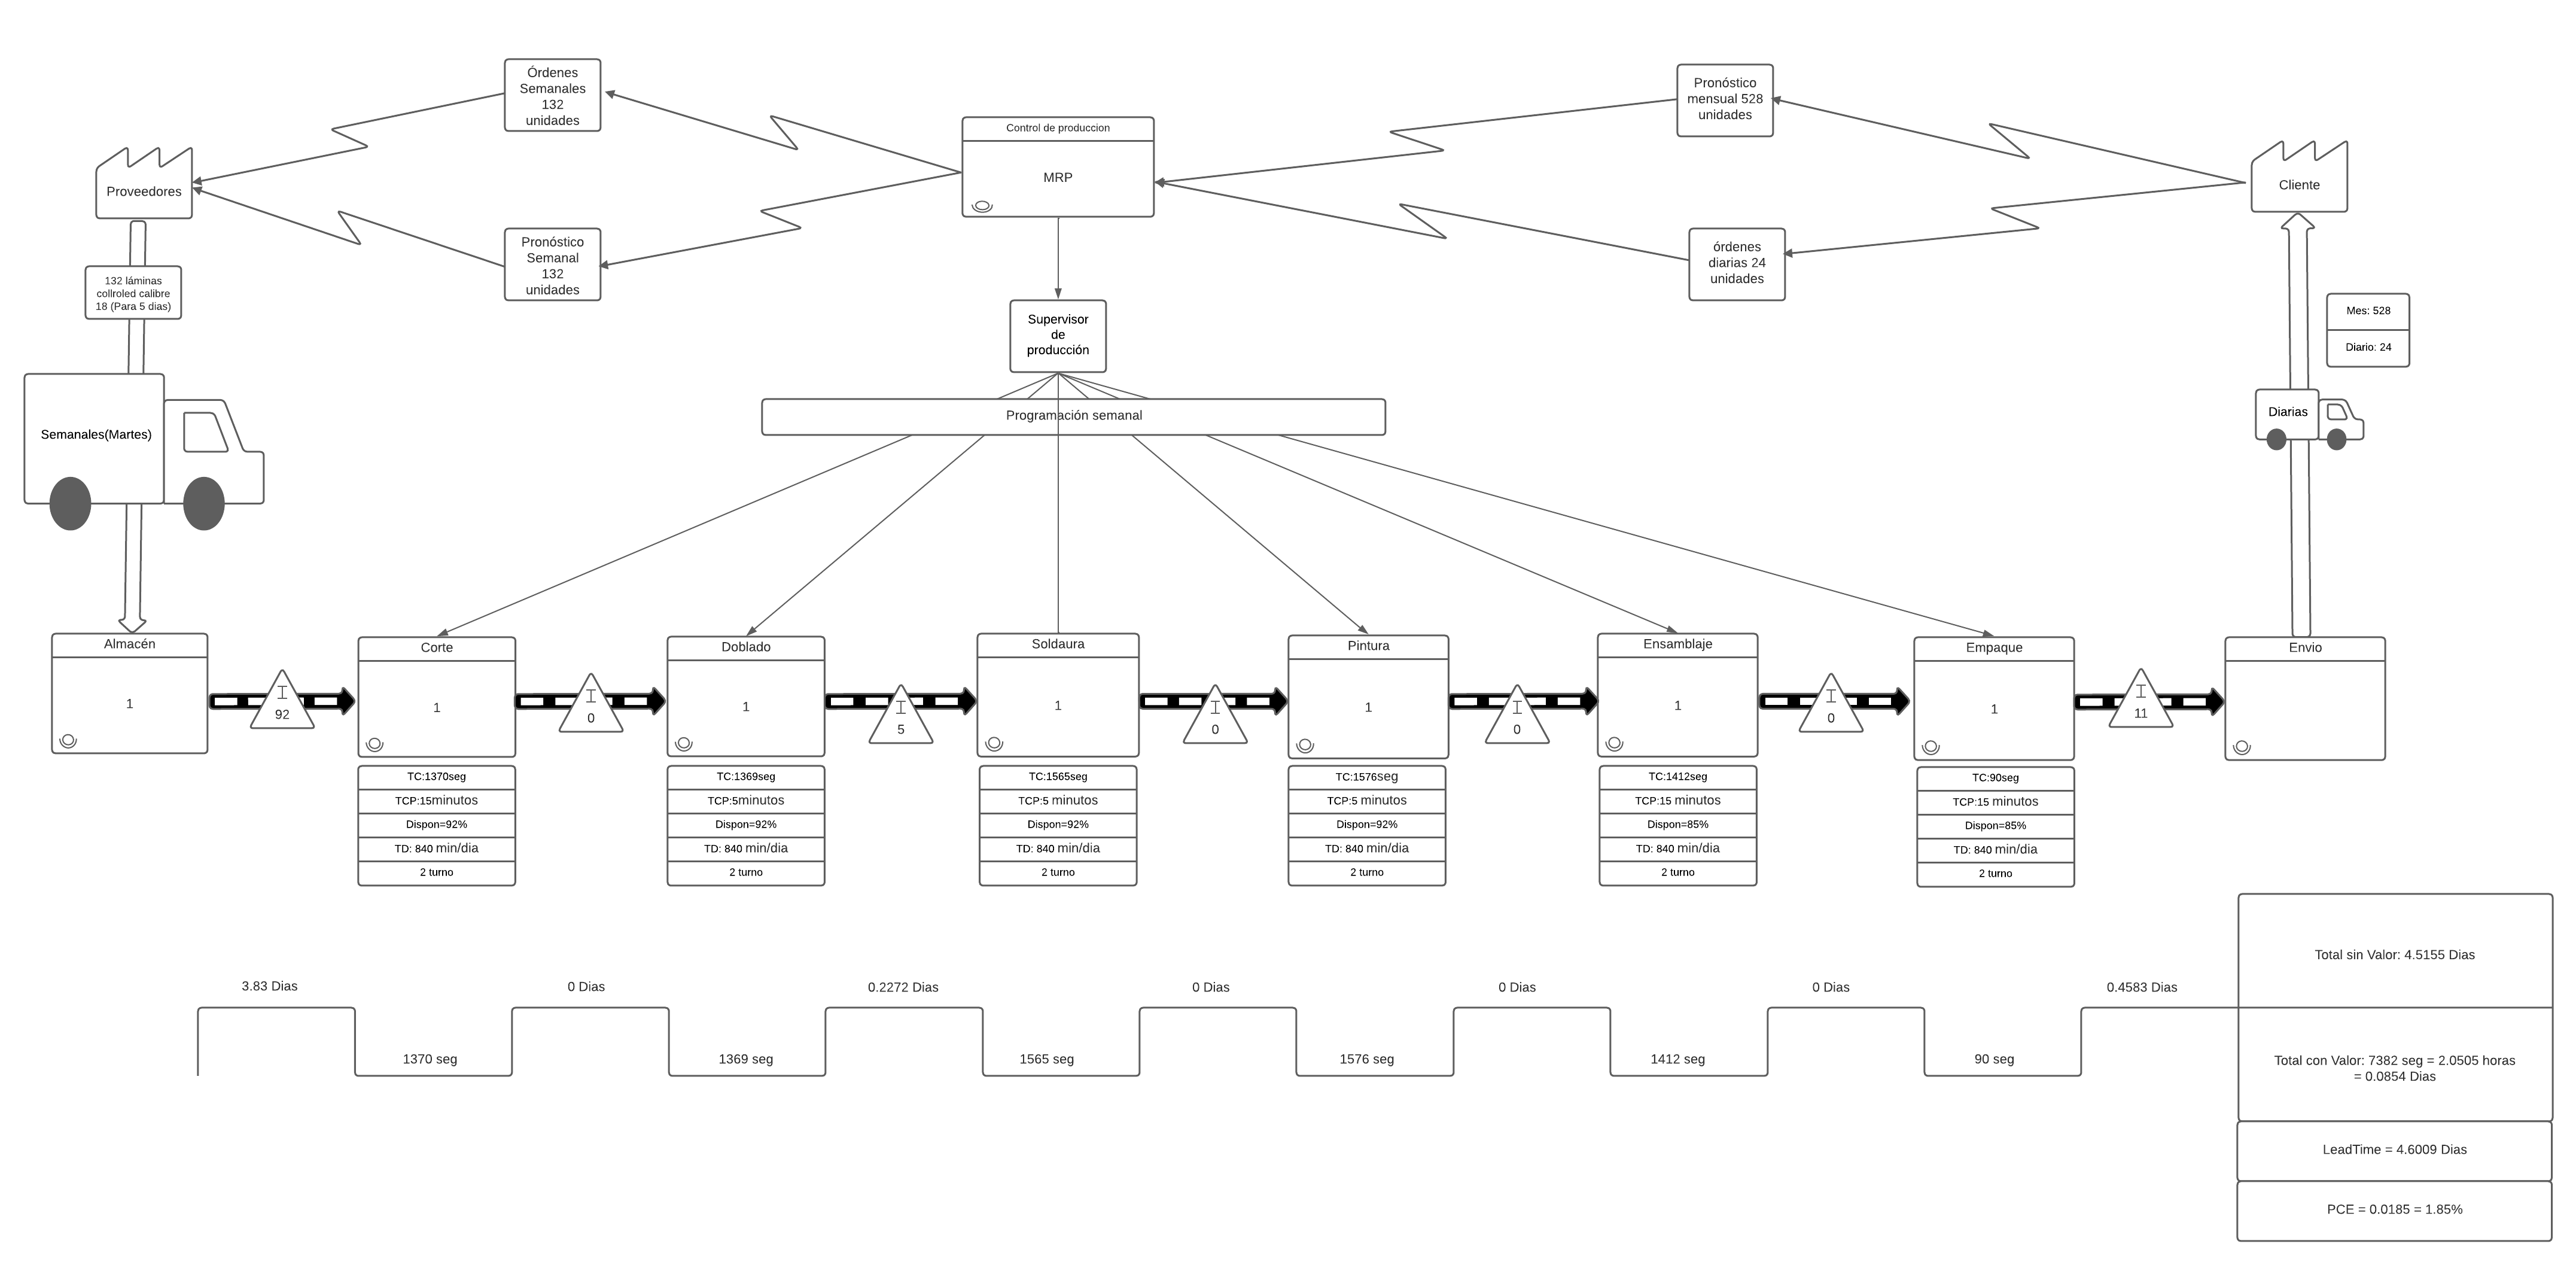 Órdenes
Semanales
132
unidades
Pronóstico
mensual 528
unidades
Control de produccion
MRP
Proveedores
Cliente
Pronóstico
Semanal
132
unidades
órdenes
diarias 24
unidades
132 láminas
collroled calibre
18 (Para 5 dias)
Supervisor
de
producción
Mes: 528
Diario: 24
Semanales(Martes)
Programación semanal
Diarias
Almacén
1
92
Corte
1
0
Doblado
1
5
Soldaura
1
0
Pintura
1
0
Ensamblaje
1
0
Empaque
1
11
Envio
TC:1370seg
TCP:15minutos
Dispon=92%
TD: 840 min/dia
2 turno
TC:1369seg
TCP:5minutos
Dispon=92%
TD: 840 min/dia
2 turno
TC:1565seg
TCP:5 minutos
Dispon=92%
TD: 840 min/dia
2 turno
TC:1576seg
TCP:5 minutos
Dispon=92%
TD: 840 min/dia
2 turno
TC:1412seg
TCP:15 minutos
Dispon=85%
TD: 840 min/dia
2 turno
TC:90seg
TCP:15 minutos
Dispon=85%
TD: 840 min/dia
2 turno
3.83 Dias
0 Dias
0.2272 Dias
0 Dias
0 Dias
0 Dias
0.4583 Dias
1370 seg
1369 seg
1565 seg
1576 seg
1412 seg
90 seg
Total sin Valor: 4.5155 Dias
Total con Valor: 7382 seg = 2.0505 horas
= 0.0854 Dias
LeadTime = 4.6009 Dias
PCE = 0.0185 = 1.85%